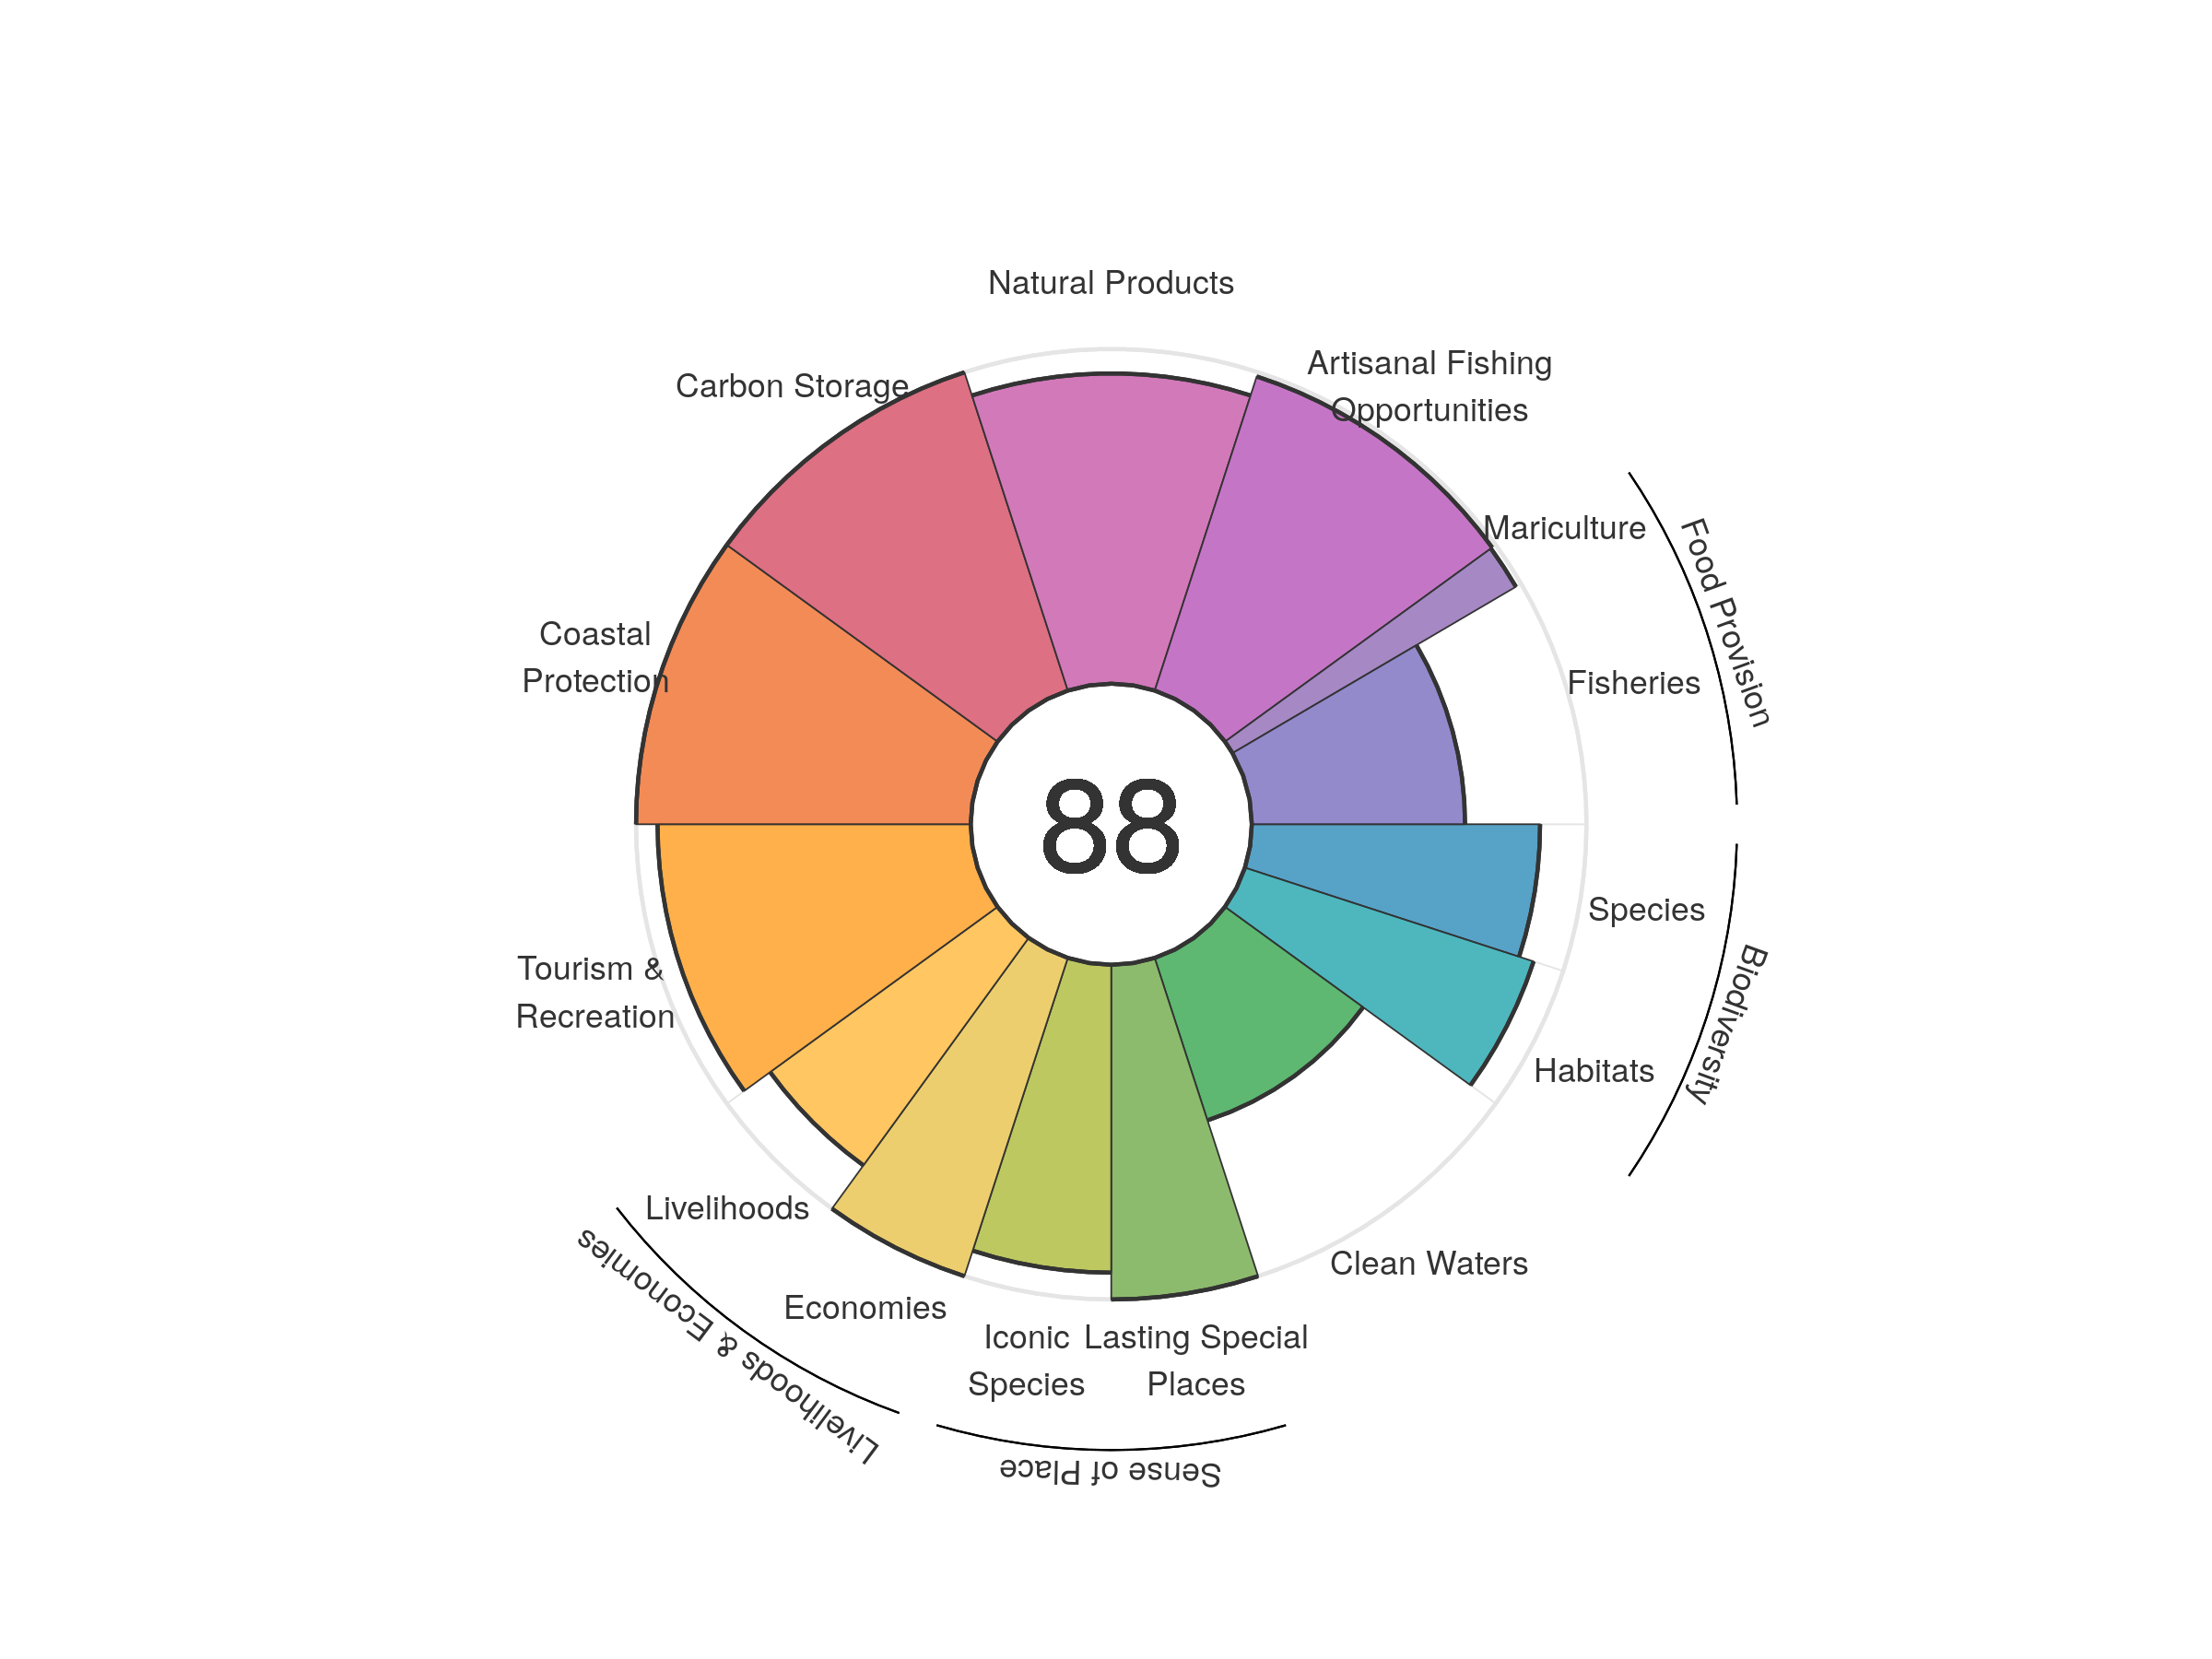 Natural Products
Artisanal Fishing
Opportunities
Carbon Storage
Mariculture
Food Provision
Coastal
Protection
Fisheries
88
Species
Tourism &
Recreation
Biodiversity
Habitats
Livelihoods
Clean Waters
Economies
Livelihoods & Economies
Iconic
Species
Lasting Special
Places
Sense of Place